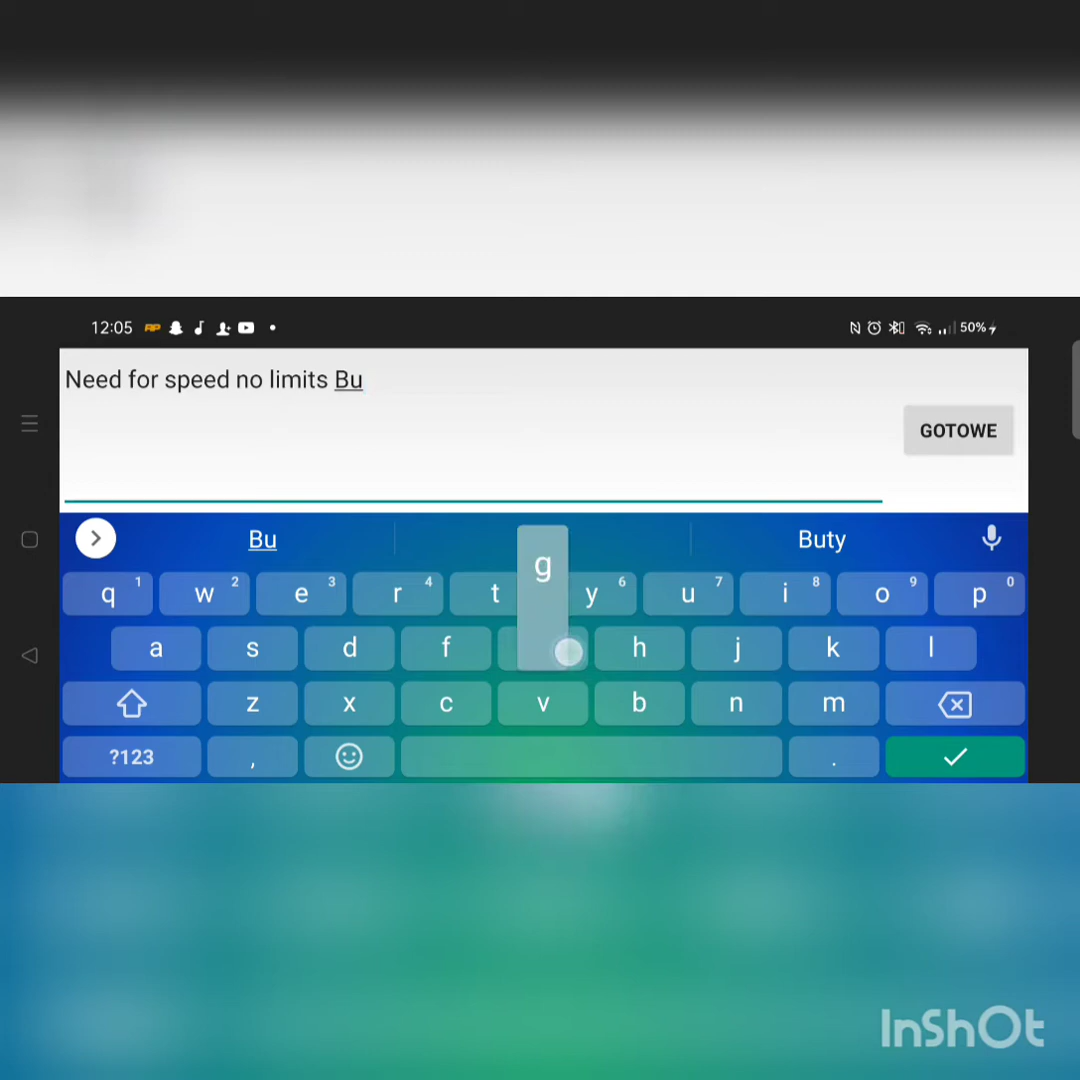 12:05 50%
Need for speed no limits Bu
GOTOWE
Bu Buty
g
q 1 w 2 e 3 r 4 t y 6 u 7 i 8 o 9 p 0
a s d f h j k l
z x c v b n m
?123 , .
InShOt